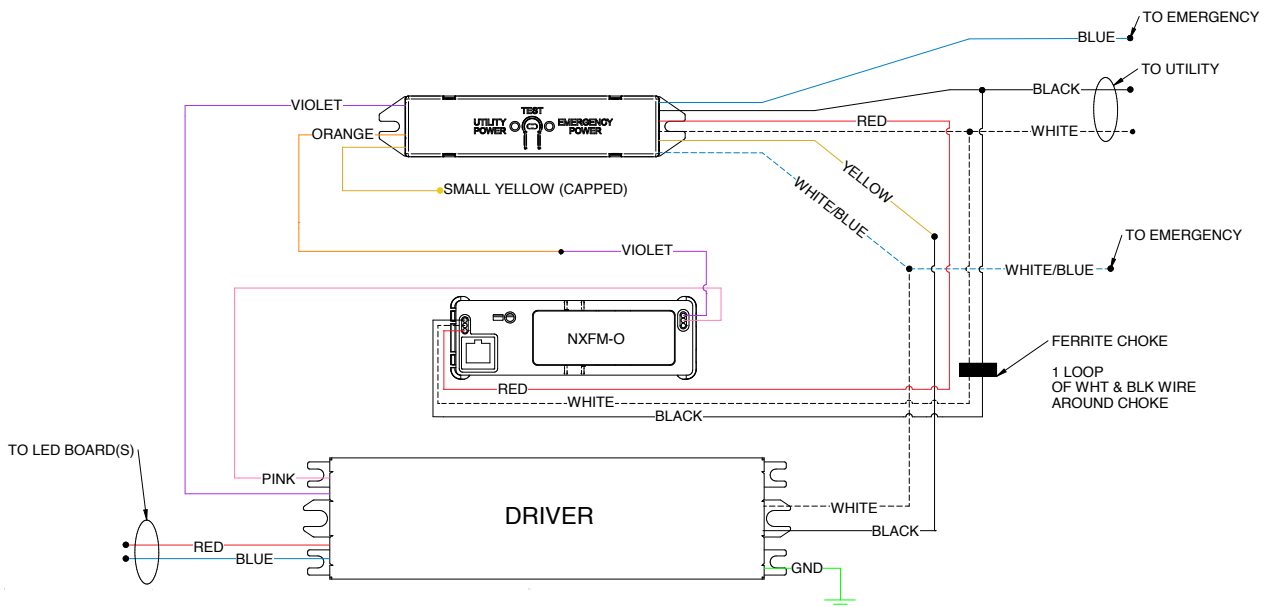 TO EMERGENCY
BLUE
TO UTILITY
BLACK
VIOLET
TEST
UTILITY
POWER
EMERGENCY
POWER
RED
ORANGE
WHITE
SMALL YELLOW (CAPPED)
YELLOW
WHITE/BLUE
TO EMERGENCY
VIOLET
WHITE/BLUE
NXFM-O
FERRITE CHOKE
1 LOOP
OF WHT & BLK WIRE
AROUND CHOKE
RED
WHITE
BLACK
TO LED BOARD(S)
PINK
DRIVER
WHITE
BLACK
RED
BLUE
GND